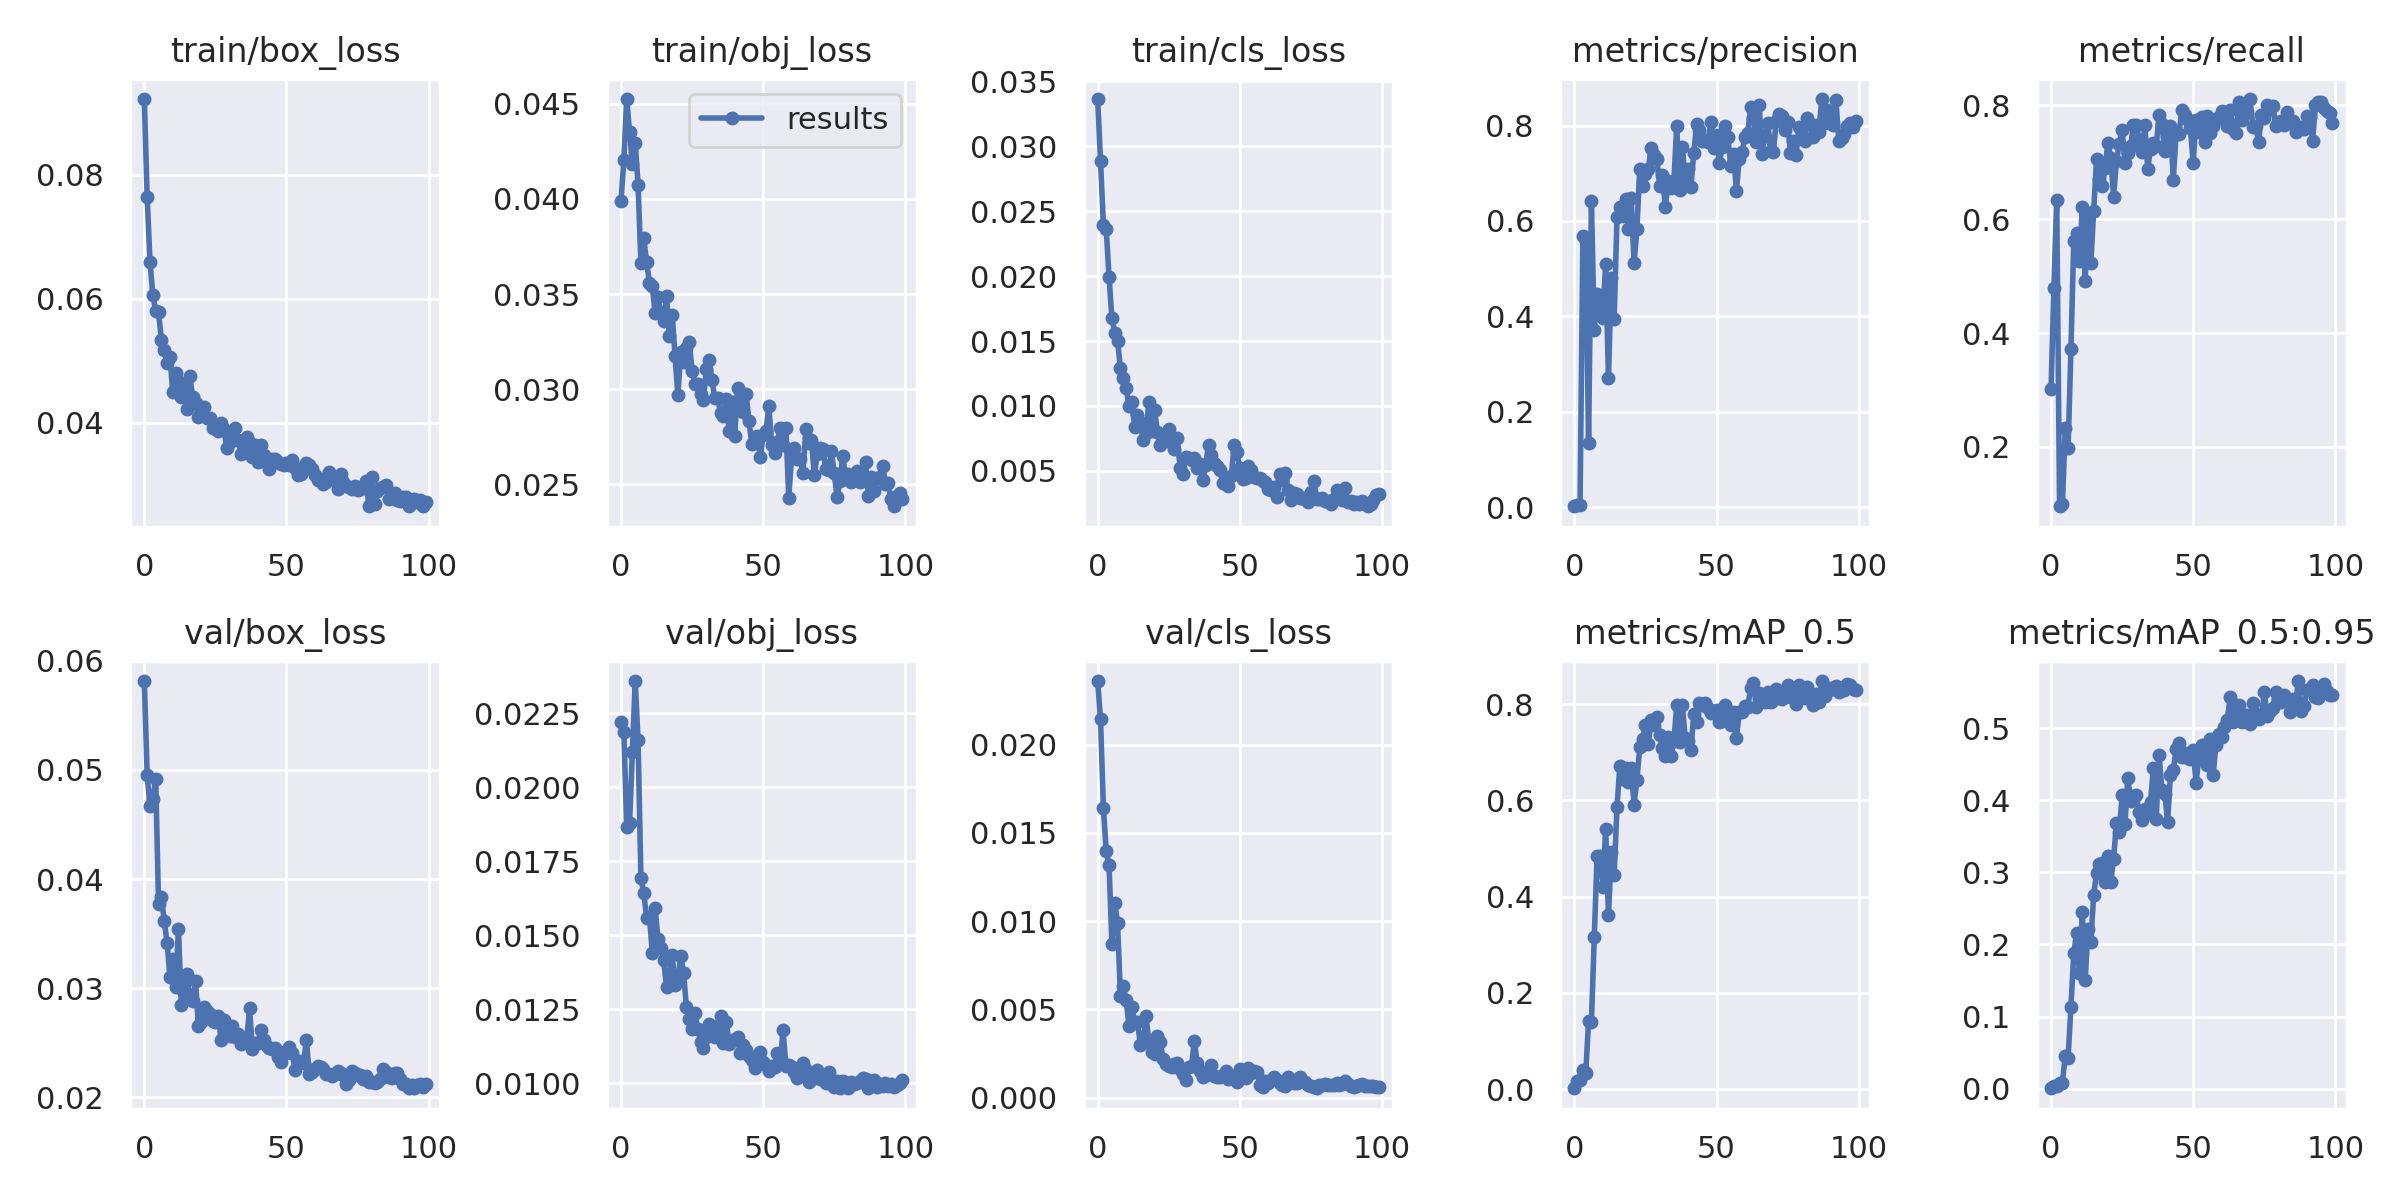 train/box_loss
0.08
0.06
0.04
0 50 100
train/obj_loss
results
0.045
0.040
0.035
0.030
0.025
0 50 100
train/cls_loss
0.035
0.030
0.025
0.020
0.015
0.010
0.005
0 50 100
metrics/precision
0.8
0.6
0.4
0.2
0.0
0 50 100
metrics/recall
0.8
0.6
0.4
0.2
0 50 100
val/box_loss
0.06
0.05
0.04
0.03
0.02
0 50 100
val/obj_loss
0.0225
0.0200
0.0175
0.0150
0.0125
0.0100
0 50 100
val/cls_loss
0.020
0.015
0.010
0.005
0.000
0 50 100
metrics/mAP_0.5
0.8
0.6
0.4
0.2
0.0
0 50 100
metrics/mAP_0.5:0.95
0.5
0.4
0.3
0.2
0.1
0.0
0 50 100